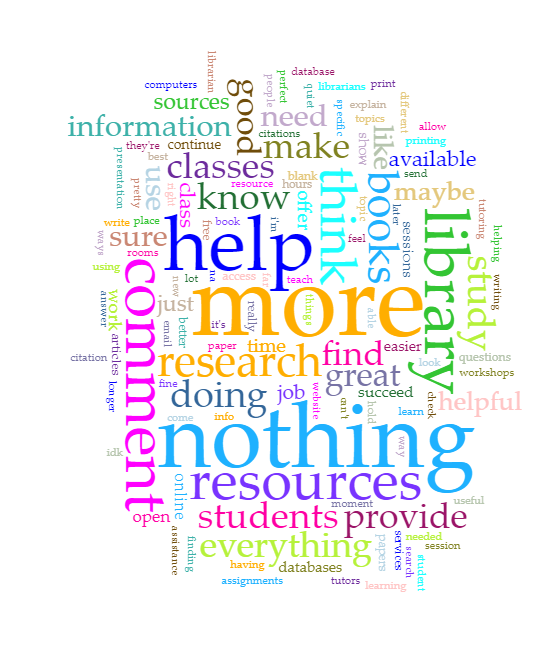 librarian
database
computers
people
perfect
quiet
librarians
print
sources
good
need
specific
explain
different
information
citations
topics
allow
they're
continue
make
show
like
printing
presentation
best
classes
think
available
pretty
use
right
class
resource
blank
hours
books
send
maybe
know
offer
topic
later
tutoring
helping
write
place
free
book
i'm
sessions
library
ways
sure
rooms
help
feel
writing
using
comment
new
lot
na
access
far
teach
study
answer
work
just
email
better
it's
really
more
things
able
citation
articles
paper
time
find
easier
look
questions
longer
fine
research
great
workshops
doing
job
website
can't
succeed
hold
learn
check
helpful
come
info
nothing
way
idk
online
resources
moment
useful
open
students
provide
assistance
finding
everything
papers
services
needed
search
session
student
having
databases
assignments
tutors
learning